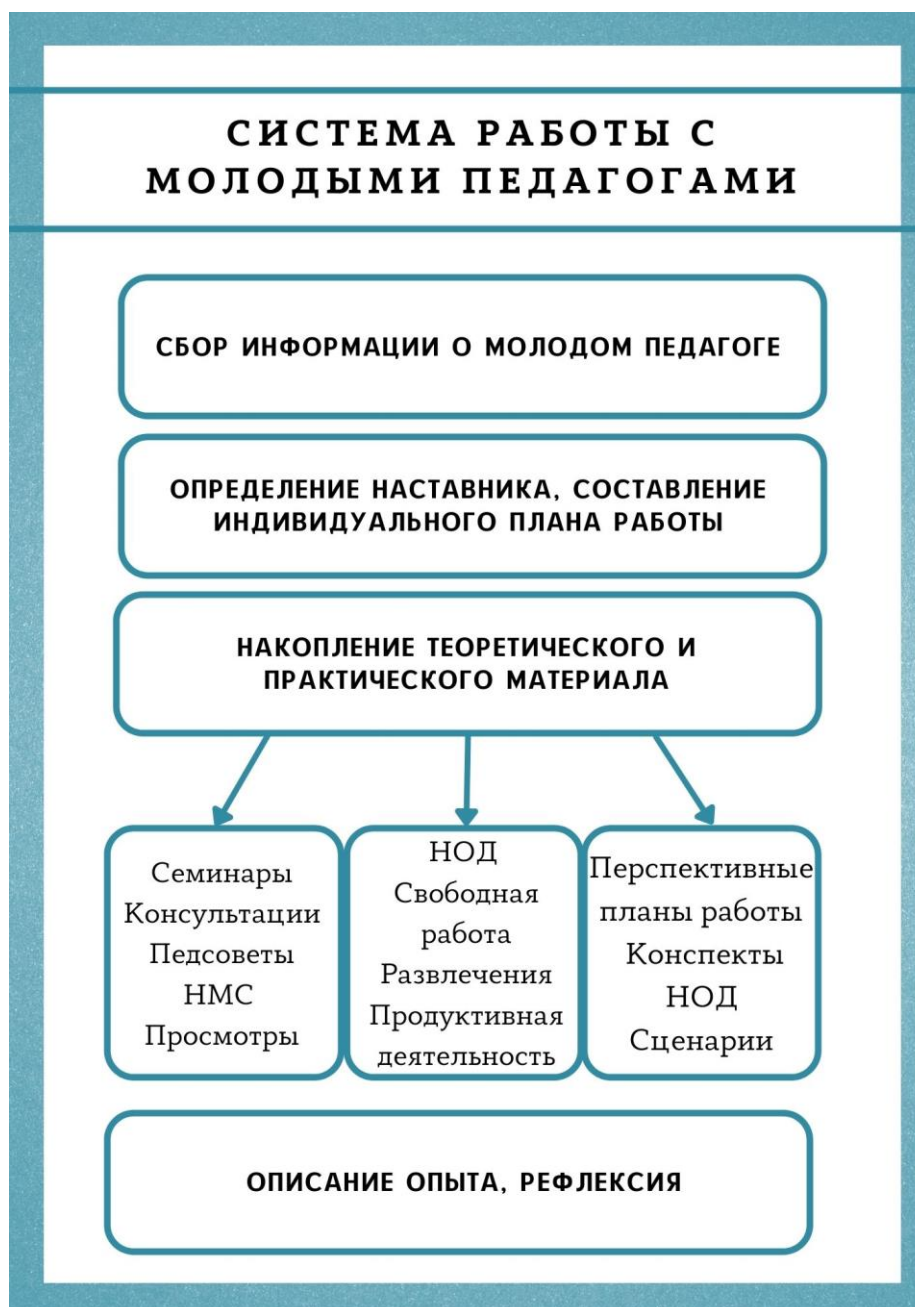 СИСТЕМА РАБОТЫ С
МОЛОДЫМИ ПЕДАГОГАМИ
СБОР ИНФОРМАЦИИ О МОЛОДОМ ПЕДАГОГЕ
ОПРЕДЕЛЕНИЕ НАСТАВНИКА, СОСТАВЛЕНИЕ
ИНДИВИДУАЛЬНОГО ПЛАНА РАБОТЫ
НАКОПЛЕНИЕ ТЕОРЕТИЧЕСКОГО И
ПРАКТИЧЕСКОГО МАТЕРИАЛА
Семинары
Консультации
Педсоветы
НМС
Просмотры
НОД
Свободная
работа
Развлечения
Продуктивная
деятельность
Перспективные
планы работы
Конспекты
НОД
Сценарии
ОПИСАНИЕ ОПЫТА, РЕФЛЕКСИЯ